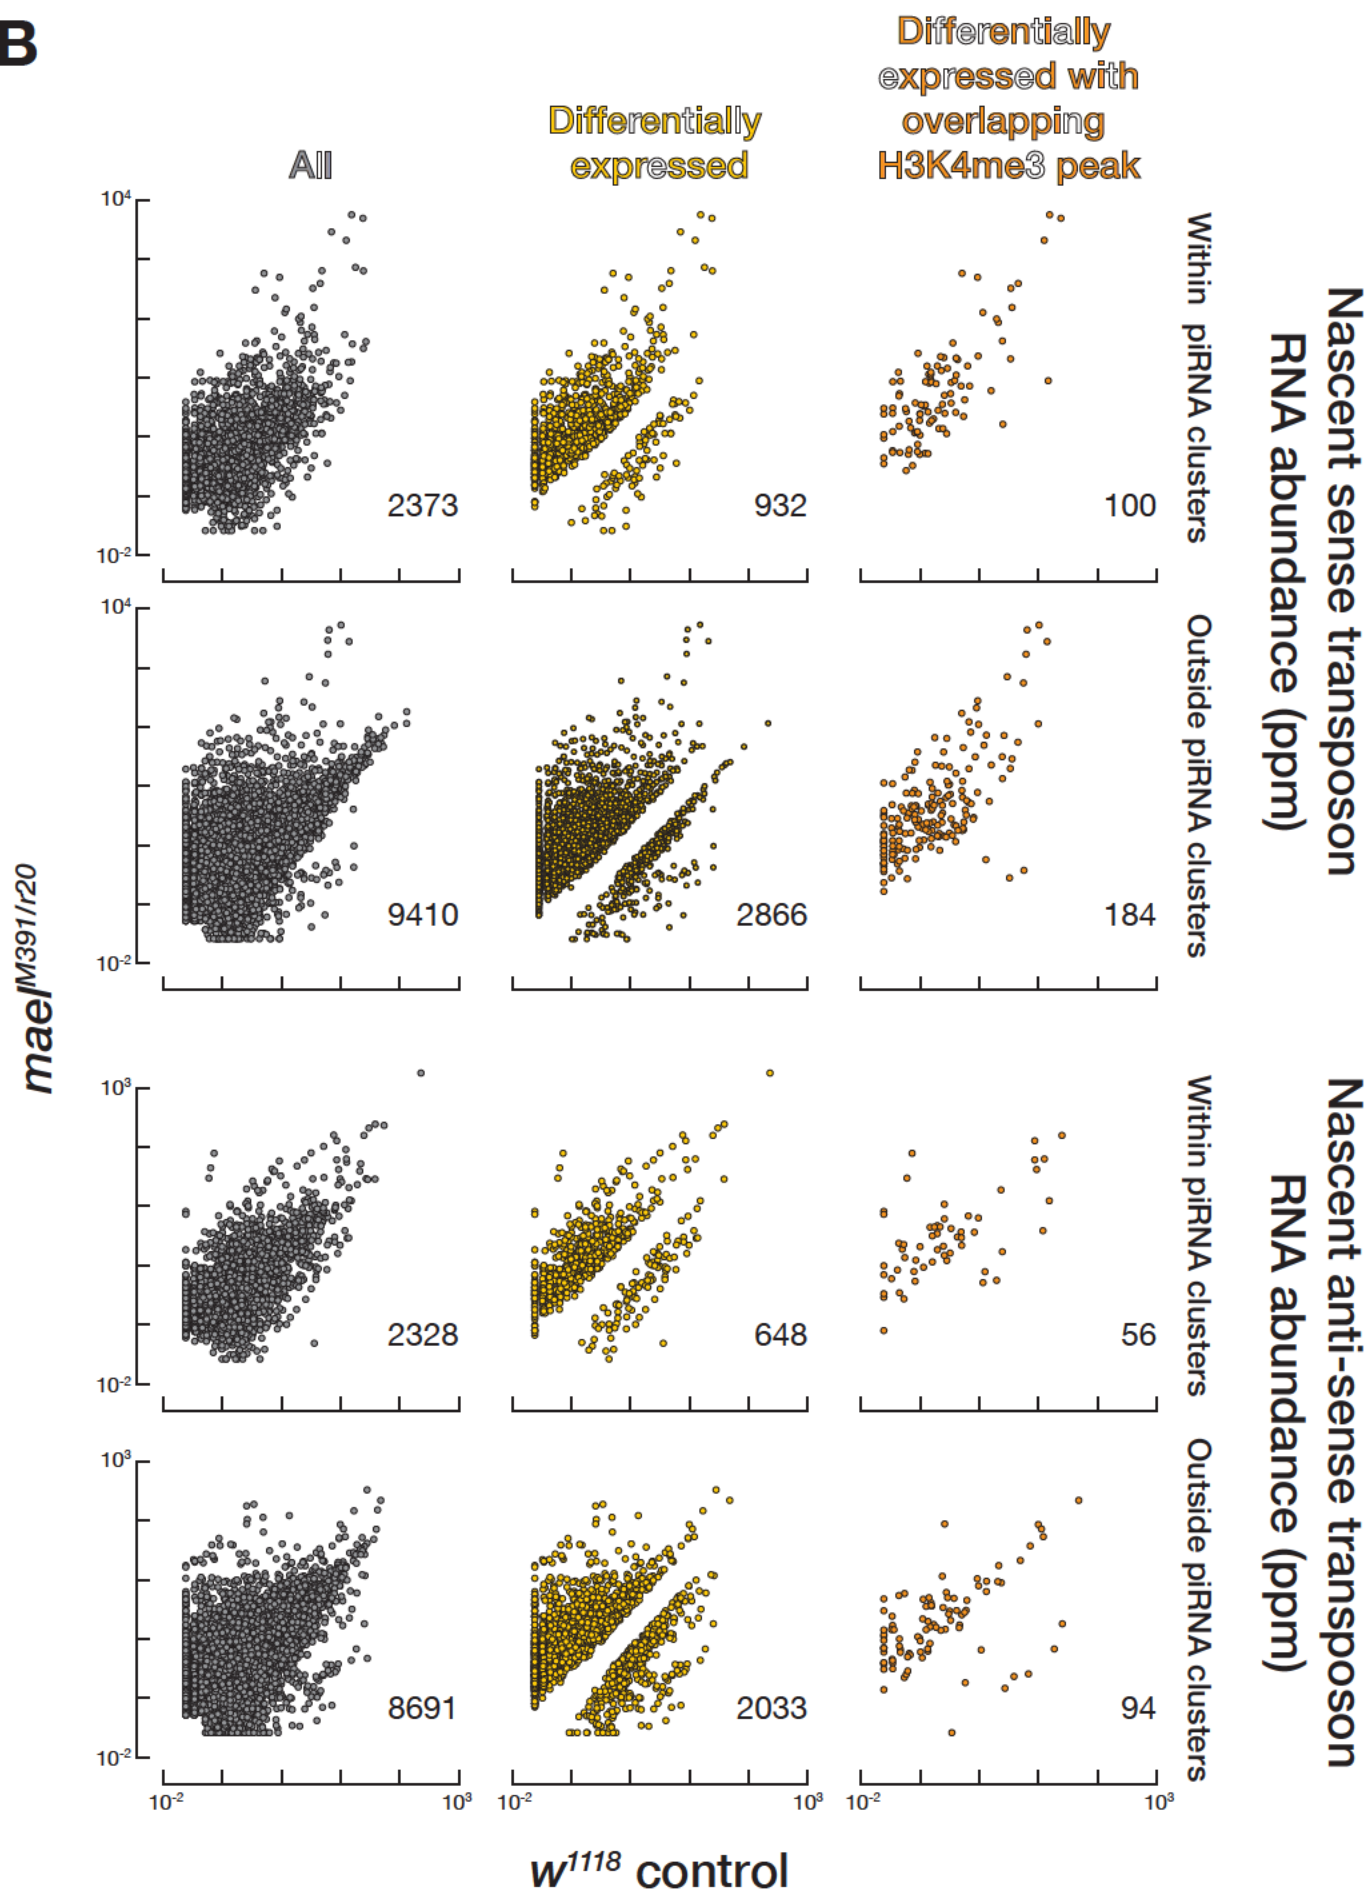 B
All
Differentially
expressed
Differentially
expressed with
overlapping
H3K4me3 peak
10⁴
10⁻²
2373
932
100
Within piRNA clusters
10⁴
10⁻²
9410
2866
184
Outside piRNA clusters
Nascent sense transposon
RNA abundance (ppm)
10³
10⁻²
2328
648
56
Within piRNA clusters
10³
10⁻²
8691
2033
94
Outside piRNA clusters
Nascent anti-sense transposon
RNA abundance (ppm)
10⁻² 10³
10⁻² 10³
10⁻² 10³
maelᴹ³⁹¹/ʳ²⁰
w¹¹¹⁸ control